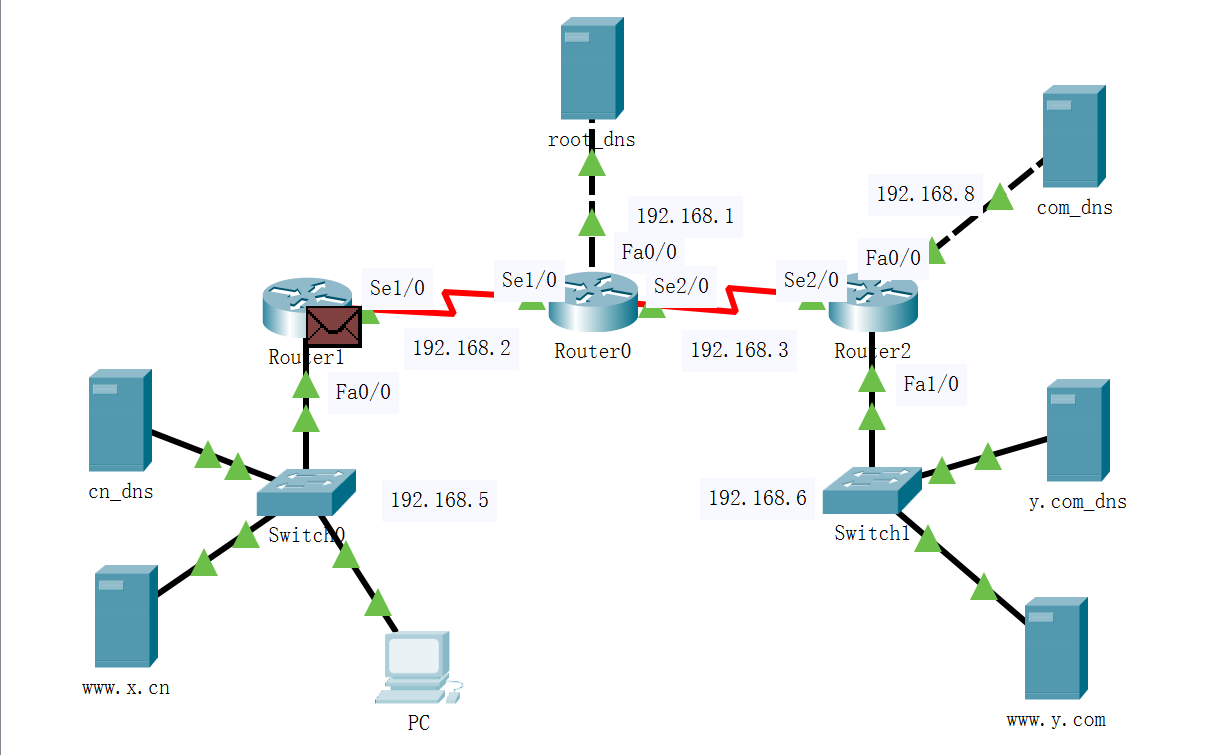 root_dns
192.168.1
Fa0/0
192.168.8
com_dns
Se1/0
Se1/0
Se2/0
Se2/0
Fa0/0
Router1
192.168.2
Router0
192.168.3
Router2
Fa0/0
Fa1/0
cn_dns
192.168.5
192.168.6
y.com_dns
Switch0
Switch1
www.x.cn
PC
www.y.com